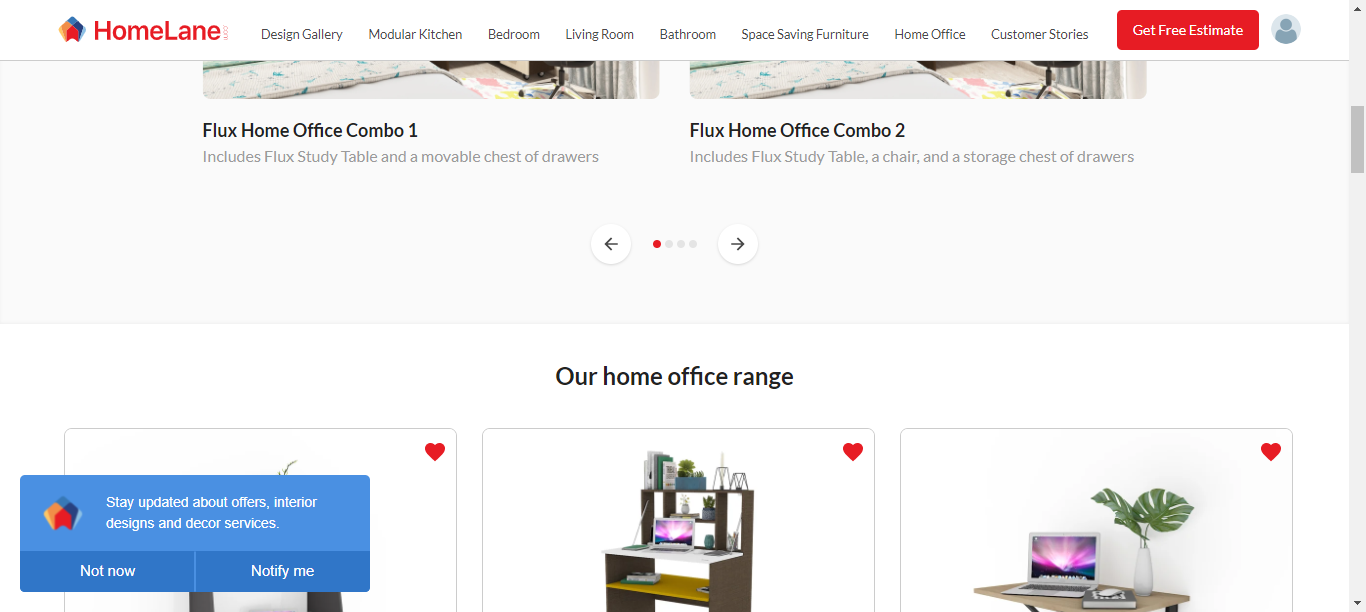 HomeLane
Design Gallery
Modular Kitchen
Bedroom
Living Room
Bathroom
Space Saving Furniture
Home Office
Customer Stories
Get Free Estimate
Flux Home Office Combo 1
Includes Flux Study Table and a movable chest of drawers
Flux Home Office Combo 2
Includes Flux Study Table, a chair, and a storage chest of drawers
Our home office range
Stay updated about offers, interior
designs and decor services.
Not now
Notify me